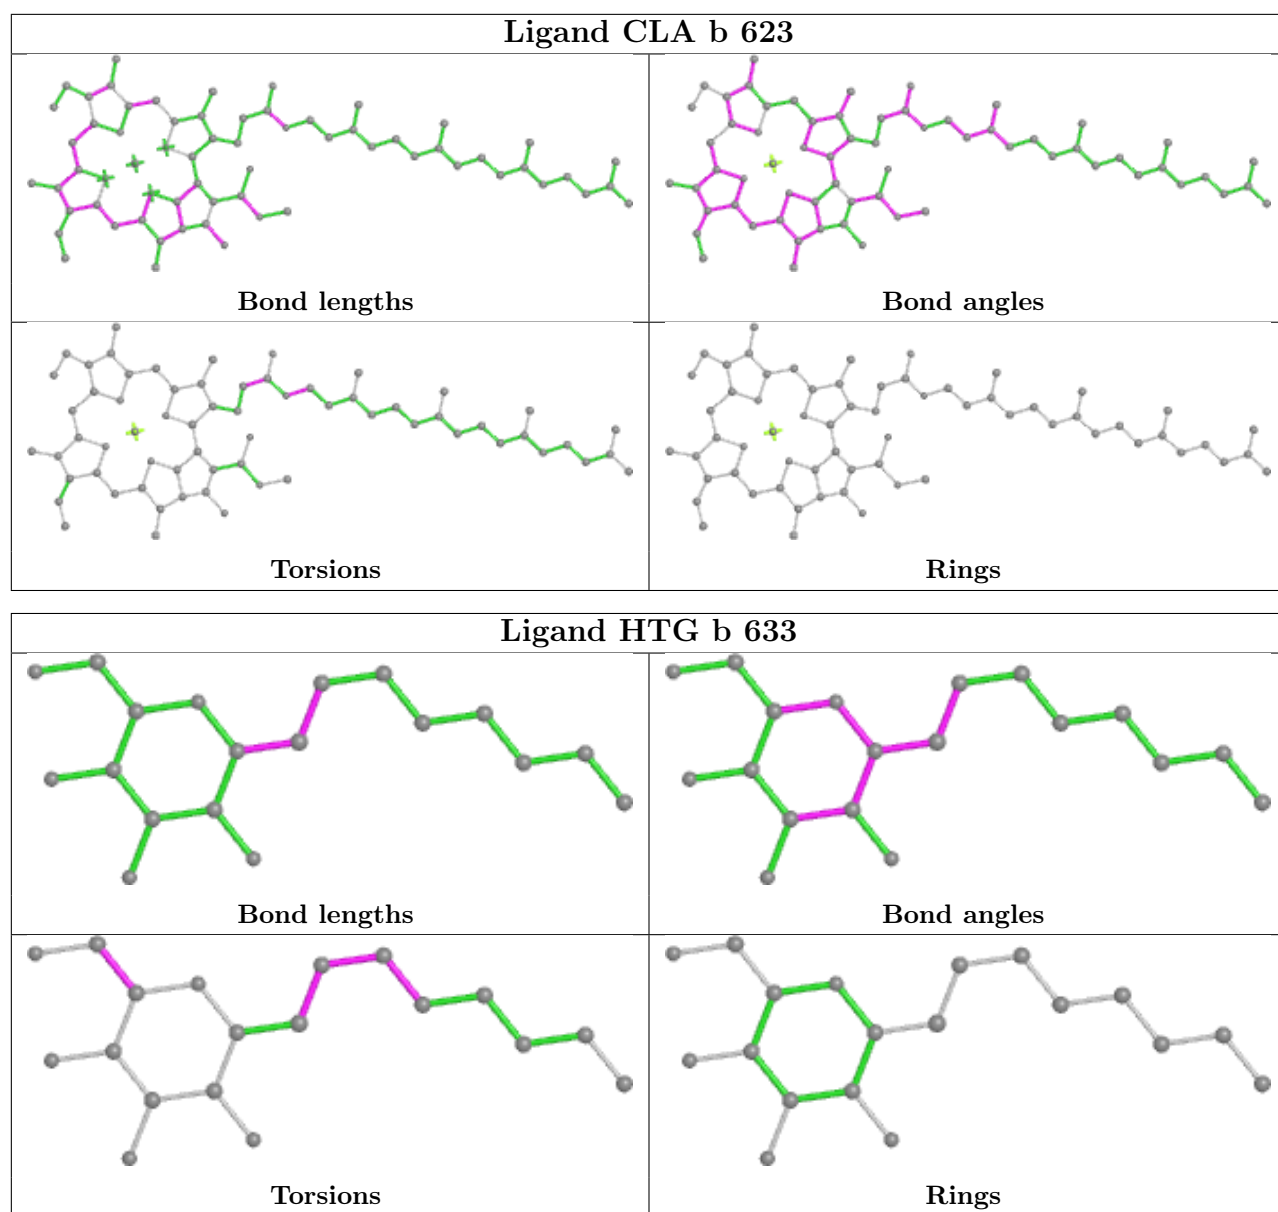 Ligand CLA b 623
Bond lengths
Bond angles
Torsions
Rings
Ligand HTG b 633
Bond lengths
Bond angles
Torsions
Rings